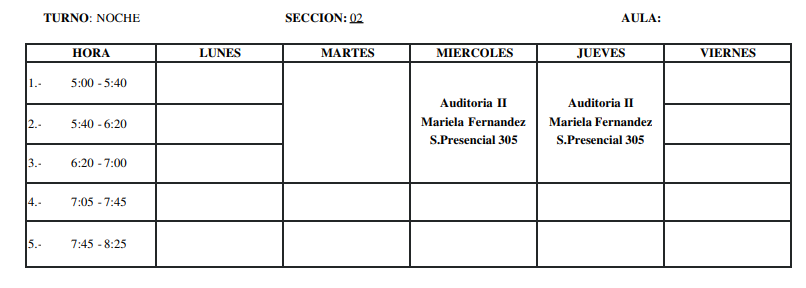 TURNO: NOCHE SECCION: 02 AULA:
HORA LUNES MARTES MIERCOLES JUEVES VIERNES
1.- 5:00 - 5:40
2.- 5:40 - 6:20
3.- 6:20 - 7:00
Auditoria II
Mariela Fernandez
S.Presencial 305
Auditoria II
Mariela Fernandez
S.Presencial 305
4.- 7:05 - 7:45
5.- 7:45 - 8:25